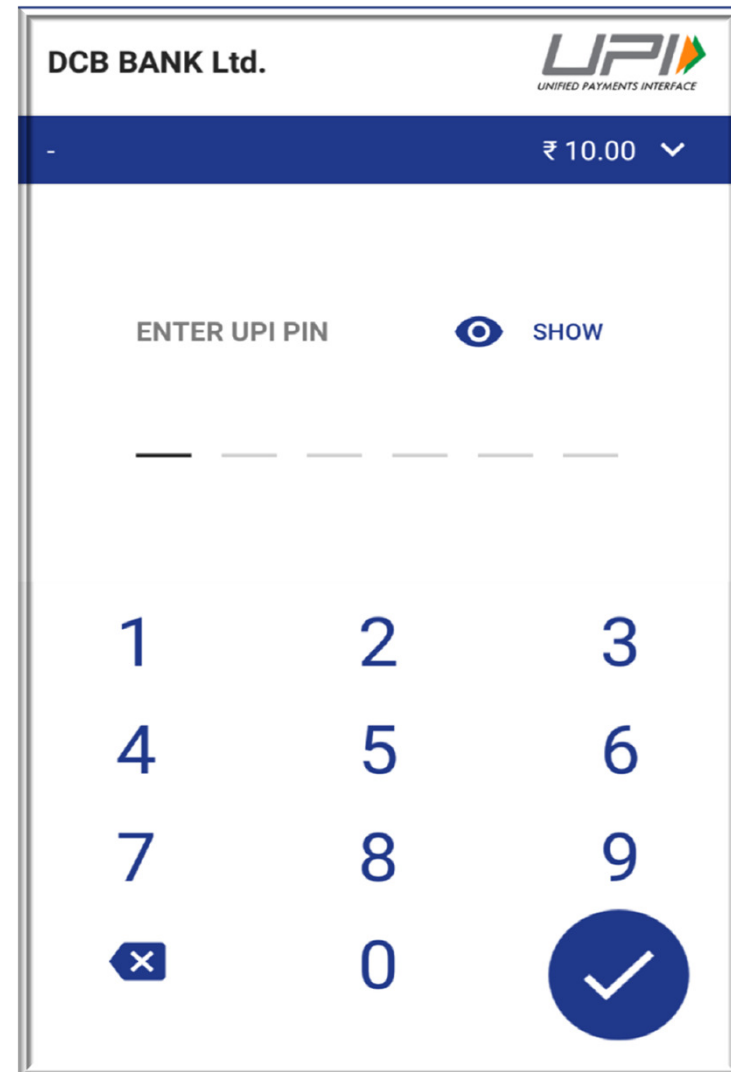 DCB BANK Ltd.
UPI
UNIFIED PAYMENTS INTERFACE
- ₹ 10.00
ENTER UPI PIN SHOW
1 2 3
4 5 6
7 8 9
0